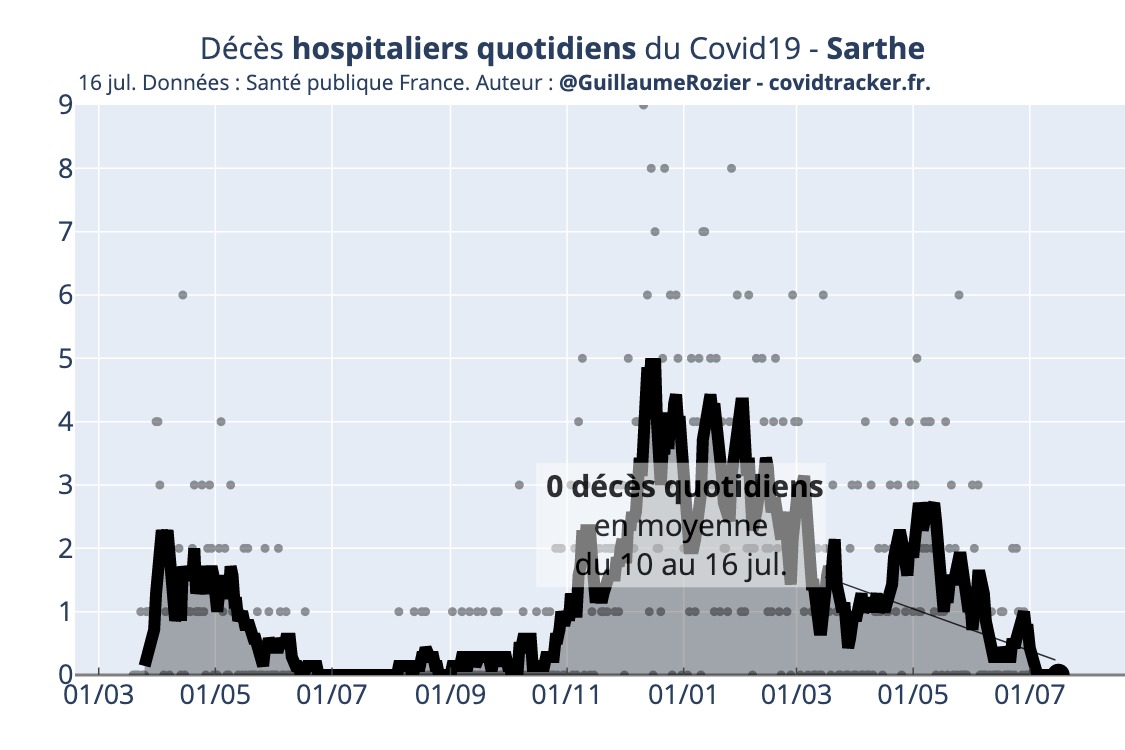 Décès hospitaliers quotidiens du Covid19 - Sarthe
16 jul. Données : Santé publique France. Auteur : @GuillaumeRozier - covidtracker.fr.
9
8
7
6
5
4
3
2
1
0
0 décès quotidiens
en moyenne
du 10 au 16 jul.
01/03 01/05 01/07 01/09 01/11 01/01 01/03 01/05 01/07